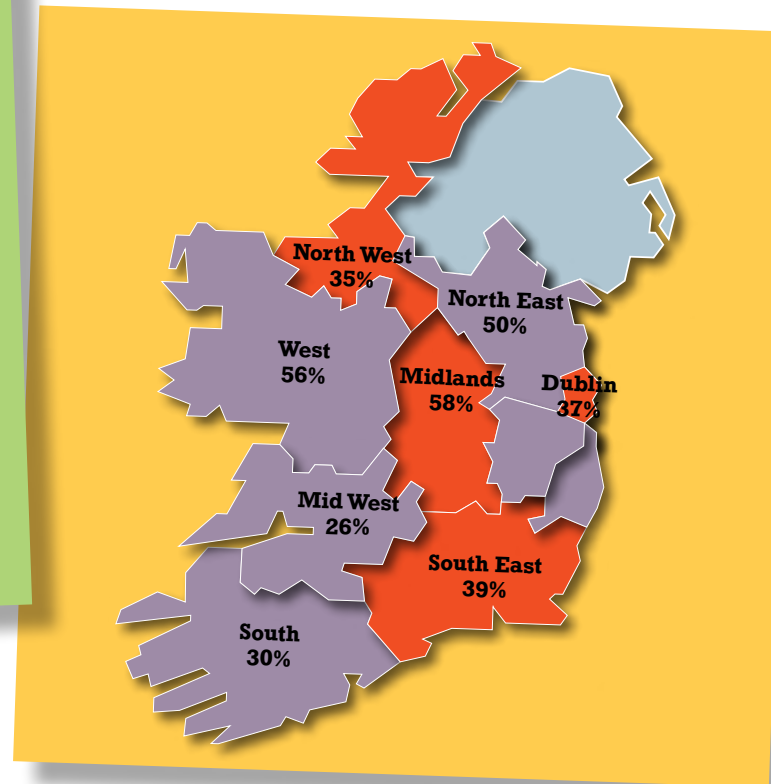 North West
35%
North East
50%
West
56%
Midlands
58%
Dublin
37%
Mid West
26%
South East
39%
South
30%